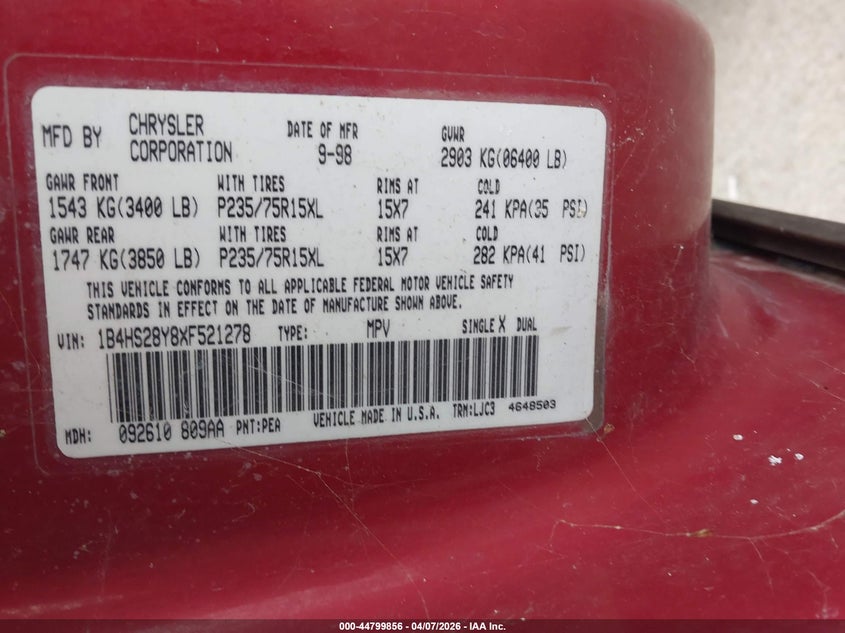 MFD BY CHRYSLER CORPORATION DATE OF MFR 9-98 GVWR 2903 KG(06400 LB)
GAWR FRONT WITH TIRES RIMS AT COLD
1543 KG(3400 LB) P235/75R15XL 15X7 241 KPA(35 PSI)
GAWR REAR WITH TIRES RIMS AT COLD
1747 KG(3850 LB) P235/75R15XL 15X7 282 KPA(41 PSI)
THIS VEHICLE CONFORMS TO ALL APPLICABLE FEDERAL MOTOR VEHICLE SAFETY
STANDARDS IN EFFECT ON THE DATE OF MANUFACTURE SHOWN ABOVE.
VIN: 1B4HS28Y8XF521278 TYPE: MPV SINGLE X DUAL
MDH: 092610 809AA PNT:PEA VEHICLE MADE IN U.S.A. TRM:LJC3 4648503
000-44799856 - 04/07/2026 - IAA Inc.